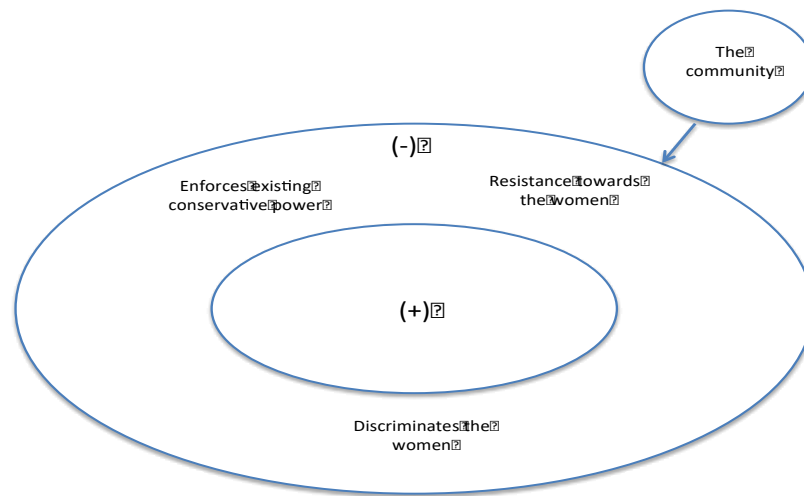 The
community
(-)
Enforces existing
conservative power
Resistance towards
the women
(+)
Discriminates the
women